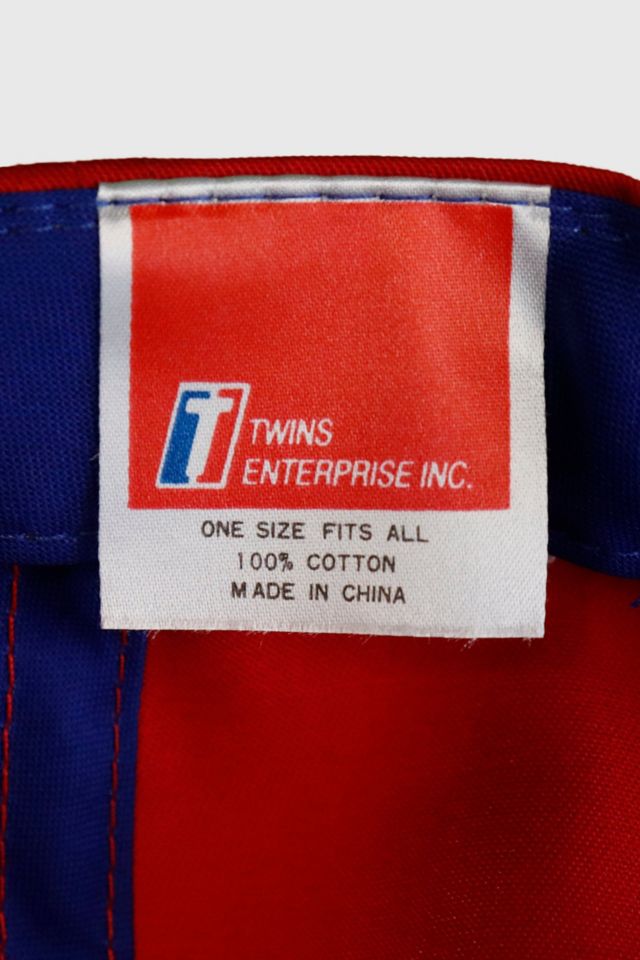 T
TWINS
ENTERPRISE INC.
ONE SIZE FITS ALL
100% COTTON
MADE IN CHINA